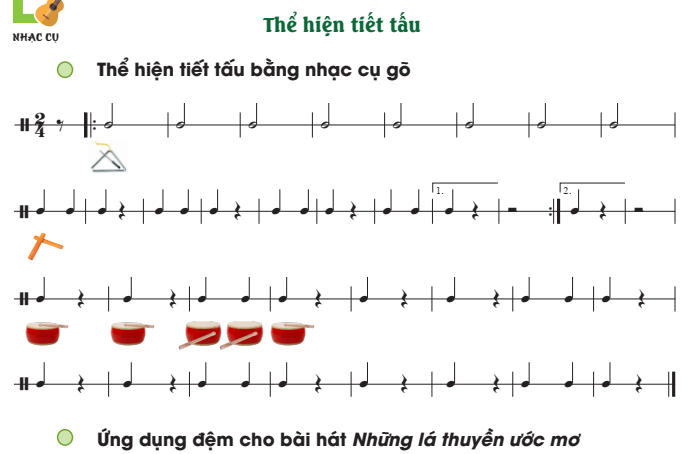 NHẠC CỤ
Thể hiện tiết tấu
Thể hiện tiết tấu bằng nhạc cụ gõ
2
4
1.
2.
Ứng dụng đệm cho bài hát Những lá thuyền ước mơ